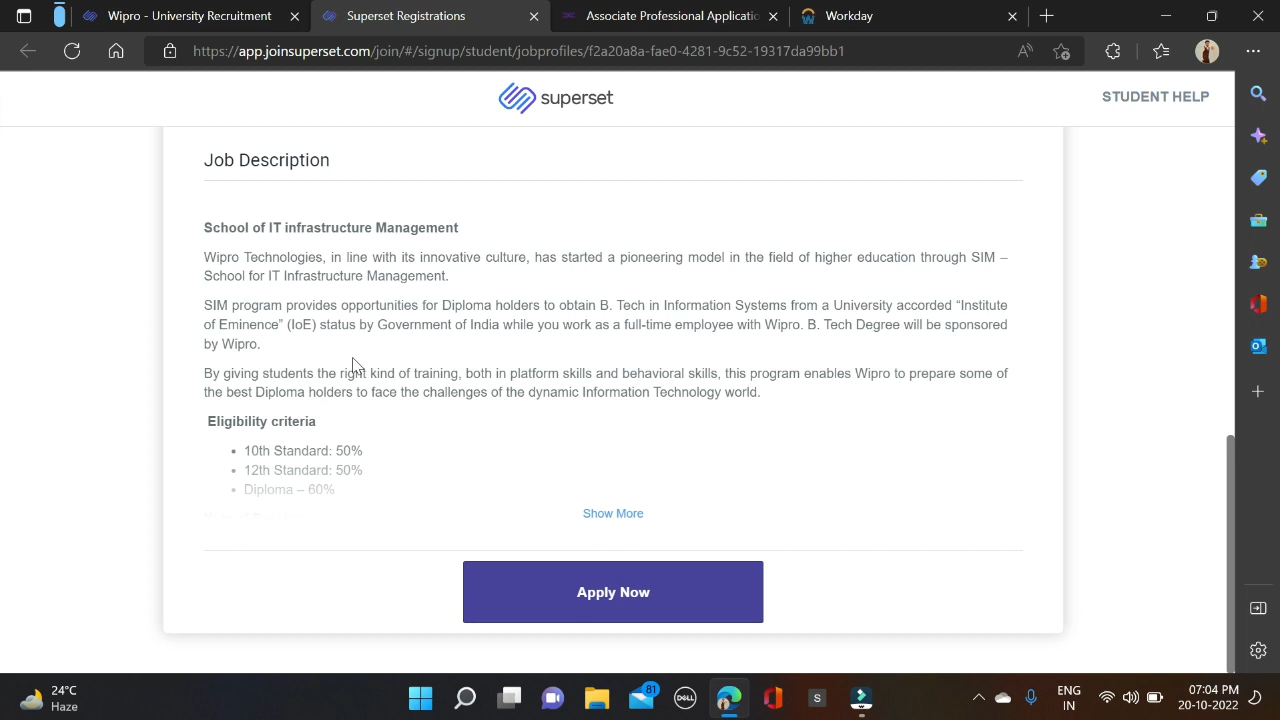 Wipro - University Recruitment
Superset Registrations
Associate Professional Applicatio
Workday
https://app.joinsuperset.com/join/#/signup/student/jobprofiles/f2a20a8a-fae0-4281-9c52-19317da99bb1
superset
STUDENT HELP
Job Description
School of IT infrastructure Management
Wipro Technologies, in line with its innovative culture, has started a pioneering model in the field of higher education through SIM –
School for IT Infrastructure Management.
SIM program provides opportunities for Diploma holders to obtain B. Tech in Information Systems from a University accorded “Institute
of Eminence” (IoE) status by Government of India while you work as a full-time employee with Wipro. B. Tech Degree will be sponsored
by Wipro.
By giving students the right kind of training, both in platform skills and behavioral skills, this program enables Wipro to prepare some of
the best Diploma holders to face the challenges of the dynamic Information Technology world.
Eligibility criteria
• 10th Standard: 50%
• 12th Standard: 50%
• Diploma – 60%
Show More
Apply Now
24°C
Haze
81
DELL
S
ENG
IN
07:04 PM
20-10-2022